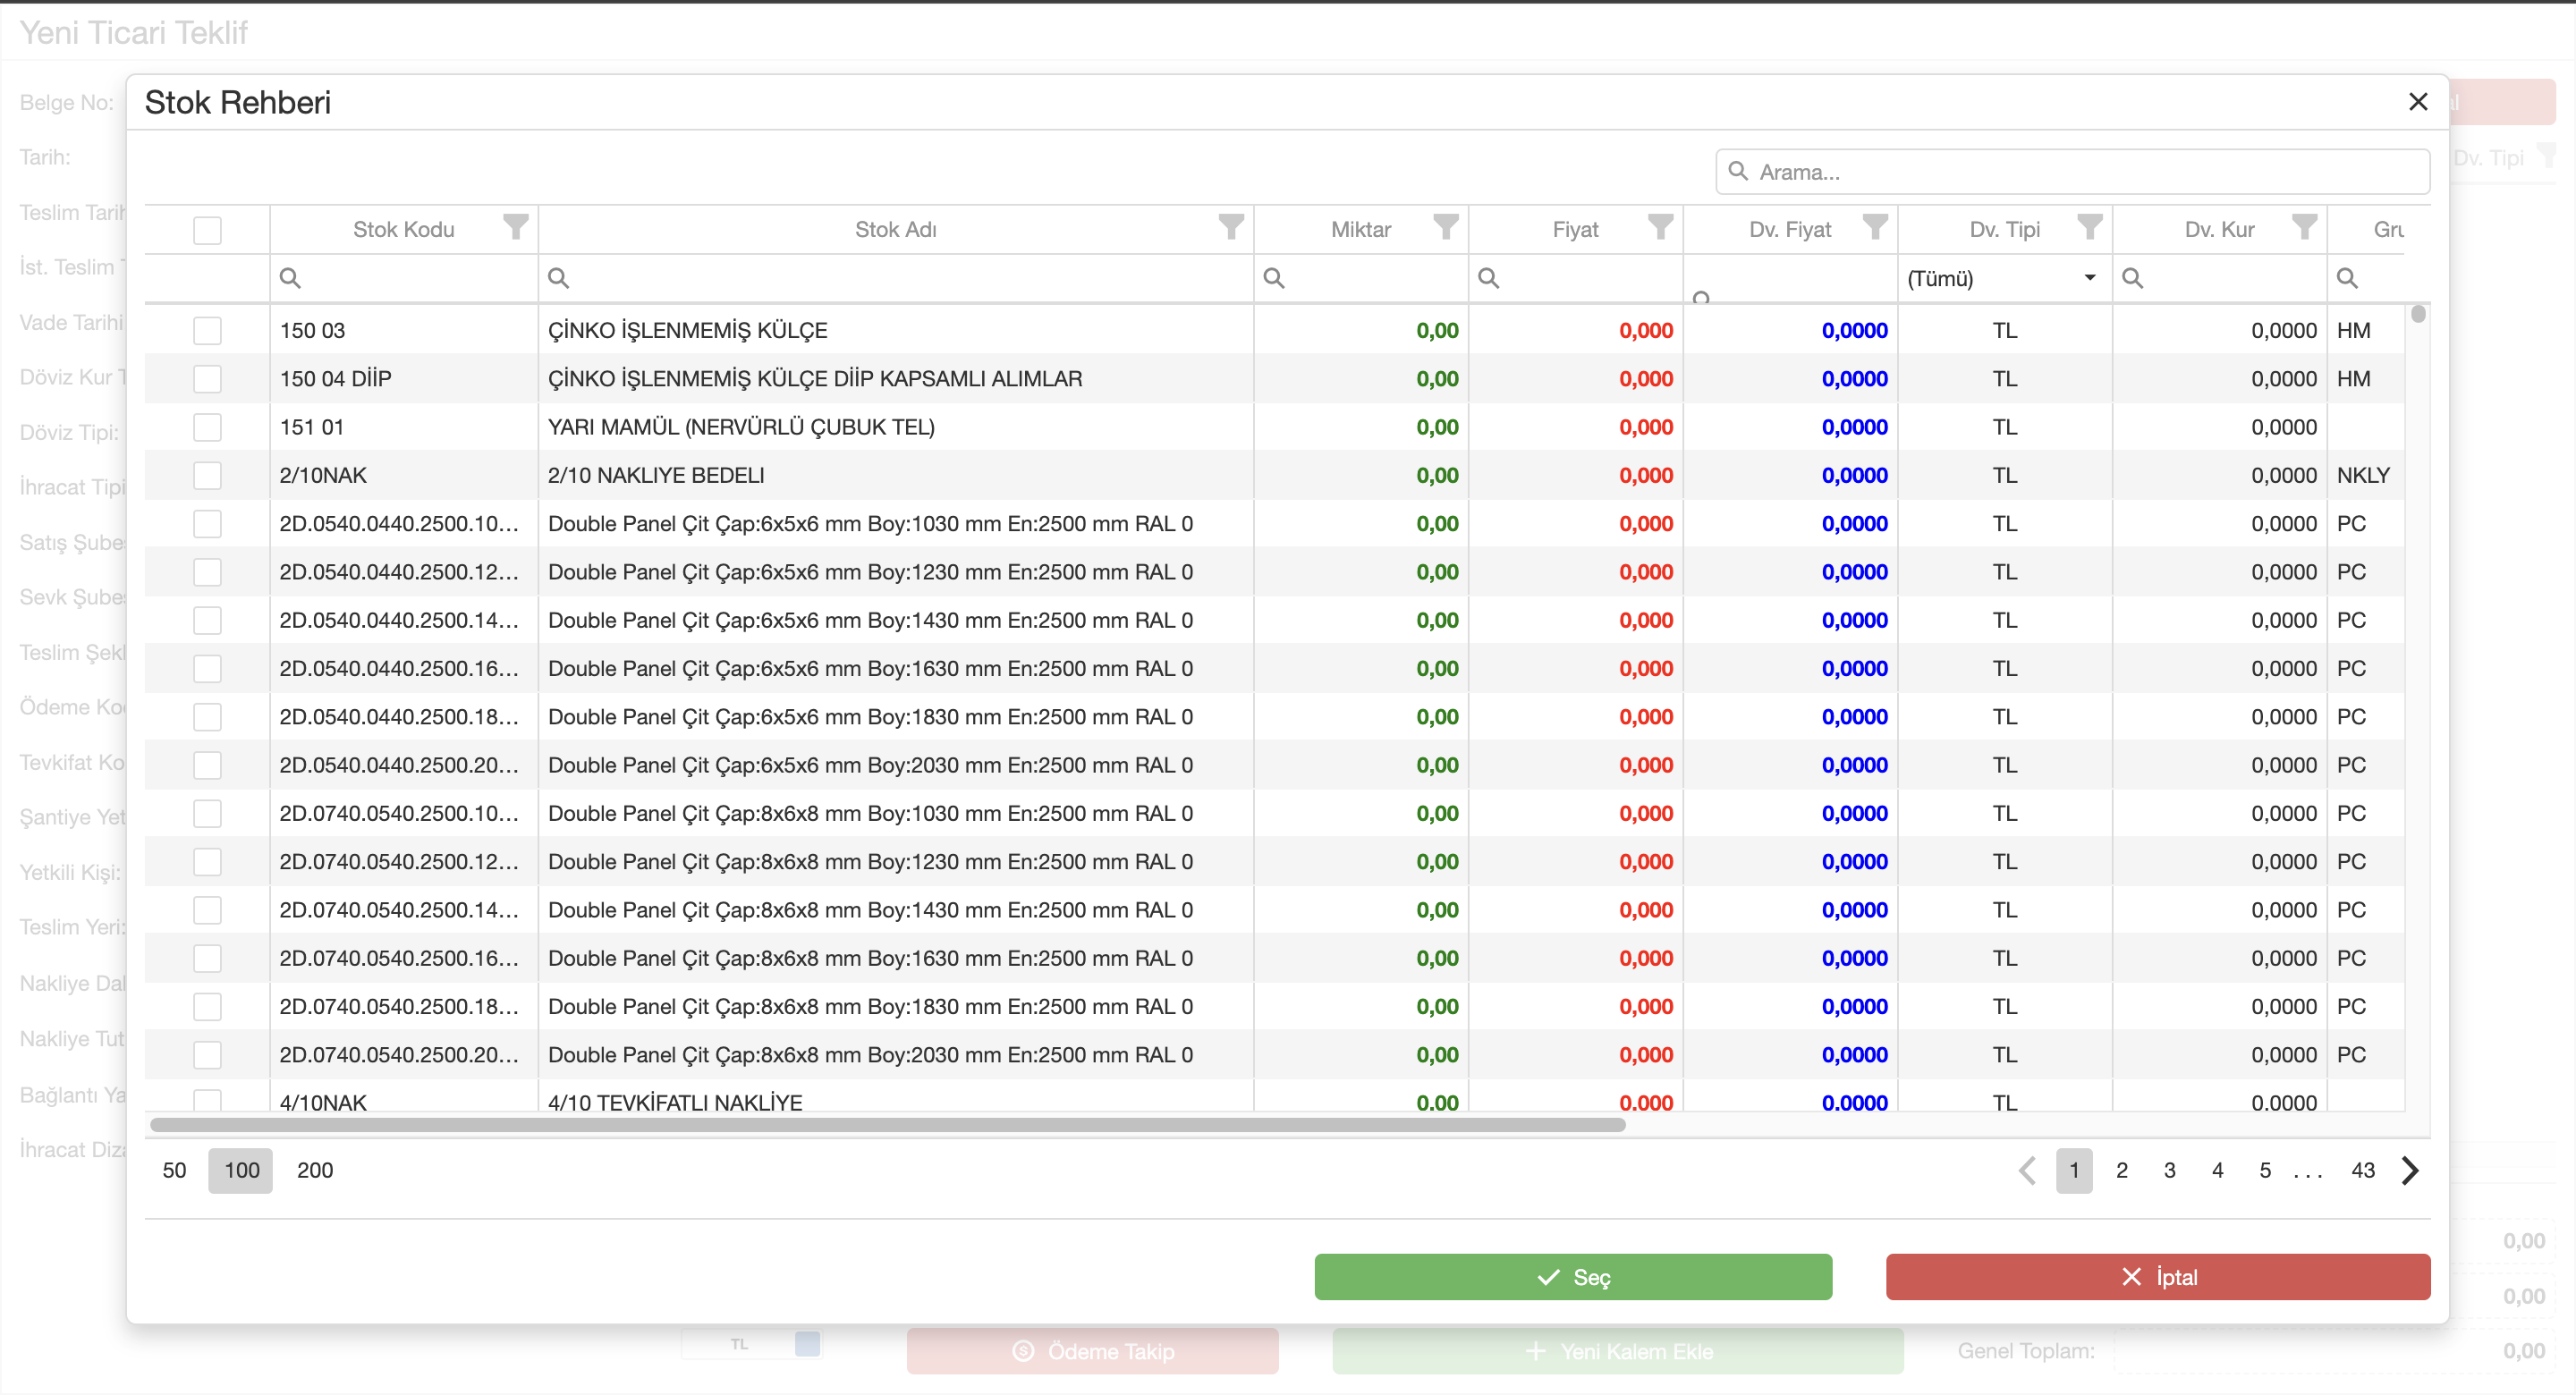 Yeni Ticari Teklif
Stok Rehberi
Belge No:
Tarih:
Dv. Tipi
Arama...
Teslim Tarih
Stok Kodu Stok Adı Miktar Fiyat Dv. Fiyat Dv. Tipi Dv. Kur Gru
İst. Teslim T
(Tümü)
Vade Tarihi
150 03 ÇİNKO İŞLENMEMİŞ KÜLÇE 0,00 0,000 0,0000 TL 0,0000 HM
Döviz Kur T
150 04 DİİP ÇİNKO İŞLENMEMİŞ KÜLÇE DİİP KAPSAMLI ALIMLAR 0,00 0,000 0,0000 TL 0,0000 HM
Döviz Tipi:
151 01 YARI MAMÜL (NERVÜRLÜ ÇUBUK TEL) 0,00 0,000 0,0000 TL 0,0000
İhracat Tipi
2/10NAK 2/10 NAKLIYE BEDELI 0,00 0,000 0,0000 TL 0,0000 NKLY
Satış Şubes
2D.0540.0440.2500.10... Double Panel Çit Çap:6x5x6 mm Boy:1030 mm En:2500 mm RAL 0 0,00 0,000 0,0000 TL 0,0000 PC
2D.0540.0440.2500.12... Double Panel Çit Çap:6x5x6 mm Boy:1230 mm En:2500 mm RAL 0 0,00 0,000 0,0000 TL 0,0000 PC
Sevk Şubes
2D.0540.0440.2500.14... Double Panel Çit Çap:6x5x6 mm Boy:1430 mm En:2500 mm RAL 0 0,00 0,000 0,0000 TL 0,0000 PC
Teslim Şekl
2D.0540.0440.2500.16... Double Panel Çit Çap:6x5x6 mm Boy:1630 mm En:2500 mm RAL 0 0,00 0,000 0,0000 TL 0,0000 PC
Ödeme Kod
2D.0540.0440.2500.18... Double Panel Çit Çap:6x5x6 mm Boy:1830 mm En:2500 mm RAL 0 0,00 0,000 0,0000 TL 0,0000 PC
Tevkifat Ko
2D.0540.0440.2500.20... Double Panel Çit Çap:6x5x6 mm Boy:2030 mm En:2500 mm RAL 0 0,00 0,000 0,0000 TL 0,0000 PC
Şantiye Yet
2D.0740.0540.2500.10... Double Panel Çit Çap:8x6x8 mm Boy:1030 mm En:2500 mm RAL 0 0,00 0,000 0,0000 TL 0,0000 PC
Yetkili Kişi:
2D.0740.0540.2500.12... Double Panel Çit Çap:8x6x8 mm Boy:1230 mm En:2500 mm RAL 0 0,00 0,000 0,0000 TL 0,0000 PC
Teslim Yeri:
2D.0740.0540.2500.14... Double Panel Çit Çap:8x6x8 mm Boy:1430 mm En:2500 mm RAL 0 0,00 0,000 0,0000 TL 0,0000 PC
2D.0740.0540.2500.16... Double Panel Çit Çap:8x6x8 mm Boy:1630 mm En:2500 mm RAL 0 0,00 0,000 0,0000 TL 0,0000 PC
Nakliye Dal
2D.0740.0540.2500.18... Double Panel Çit Çap:8x6x8 mm Boy:1830 mm En:2500 mm RAL 0 0,00 0,000 0,0000 TL 0,0000 PC
Nakliye Tut
2D.0740.0540.2500.20... Double Panel Çit Çap:8x6x8 mm Boy:2030 mm En:2500 mm RAL 0 0,00 0,000 0,0000 TL 0,0000 PC
Bağlantı Ya
4/10NAK 4/10 TEVKİFATLI NAKLİYE 0,00 0,000 0,0000 TL 0,0000
İhracat Diza
50 100 200 1 2 3 4 5 ... 43
0,00
Seç İptal
0,00
TL Ödeme Takip Yeni Kalem Ekle Genel Toplam: 0,00